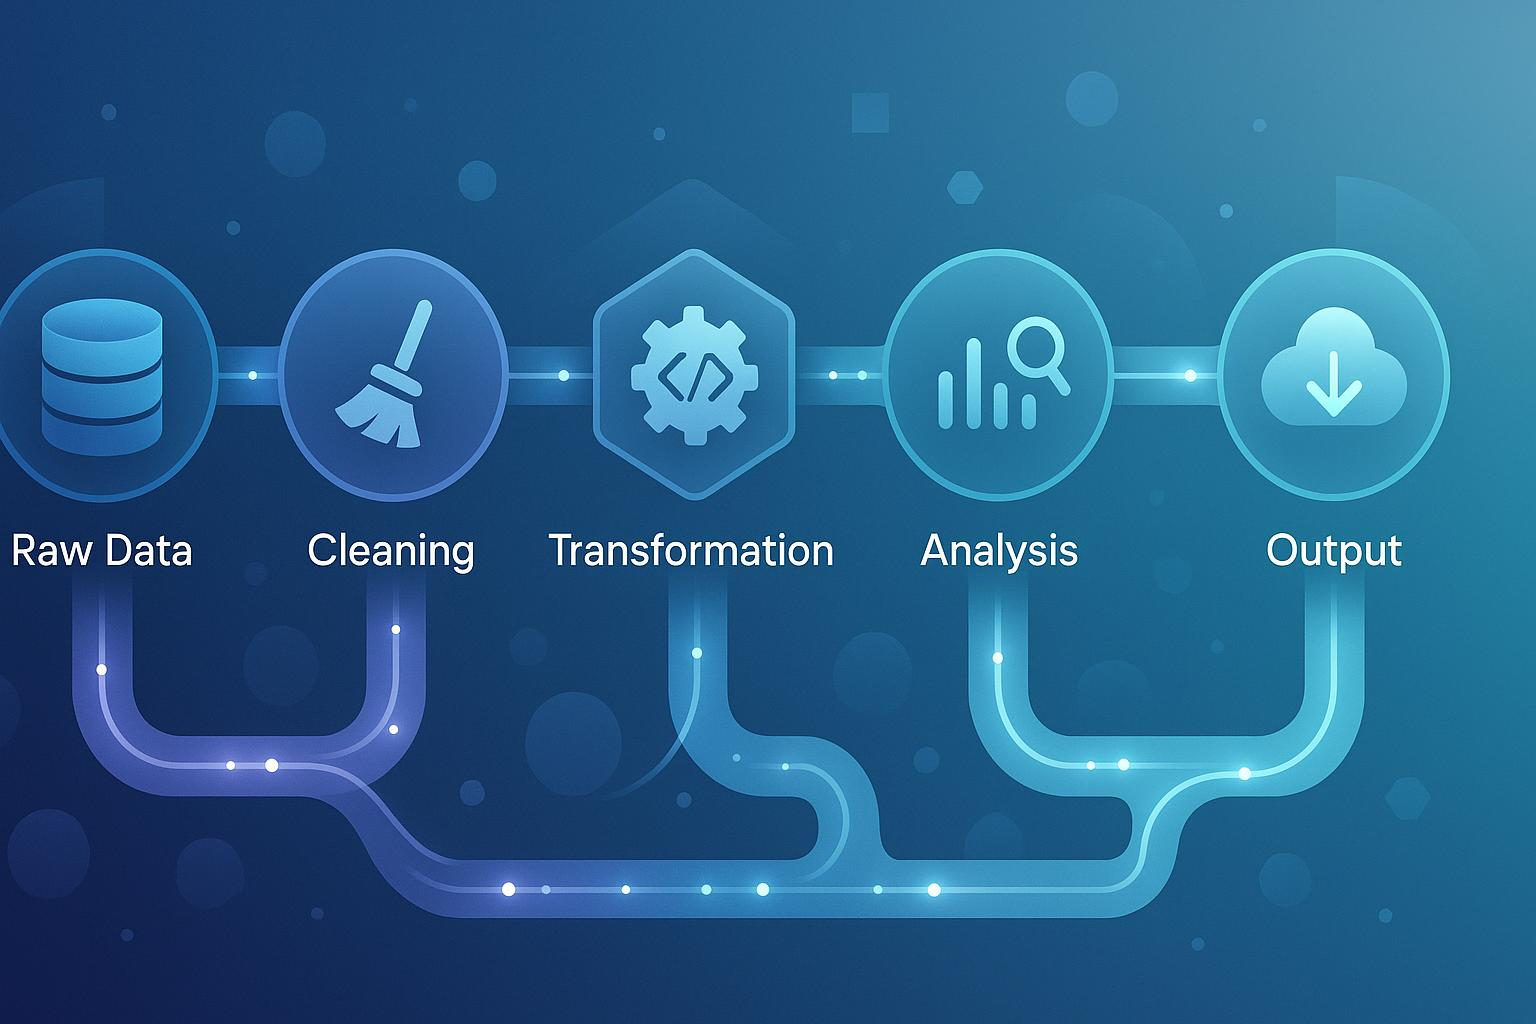 Raw Data
Cleaning
Transformation
Analysis
Output